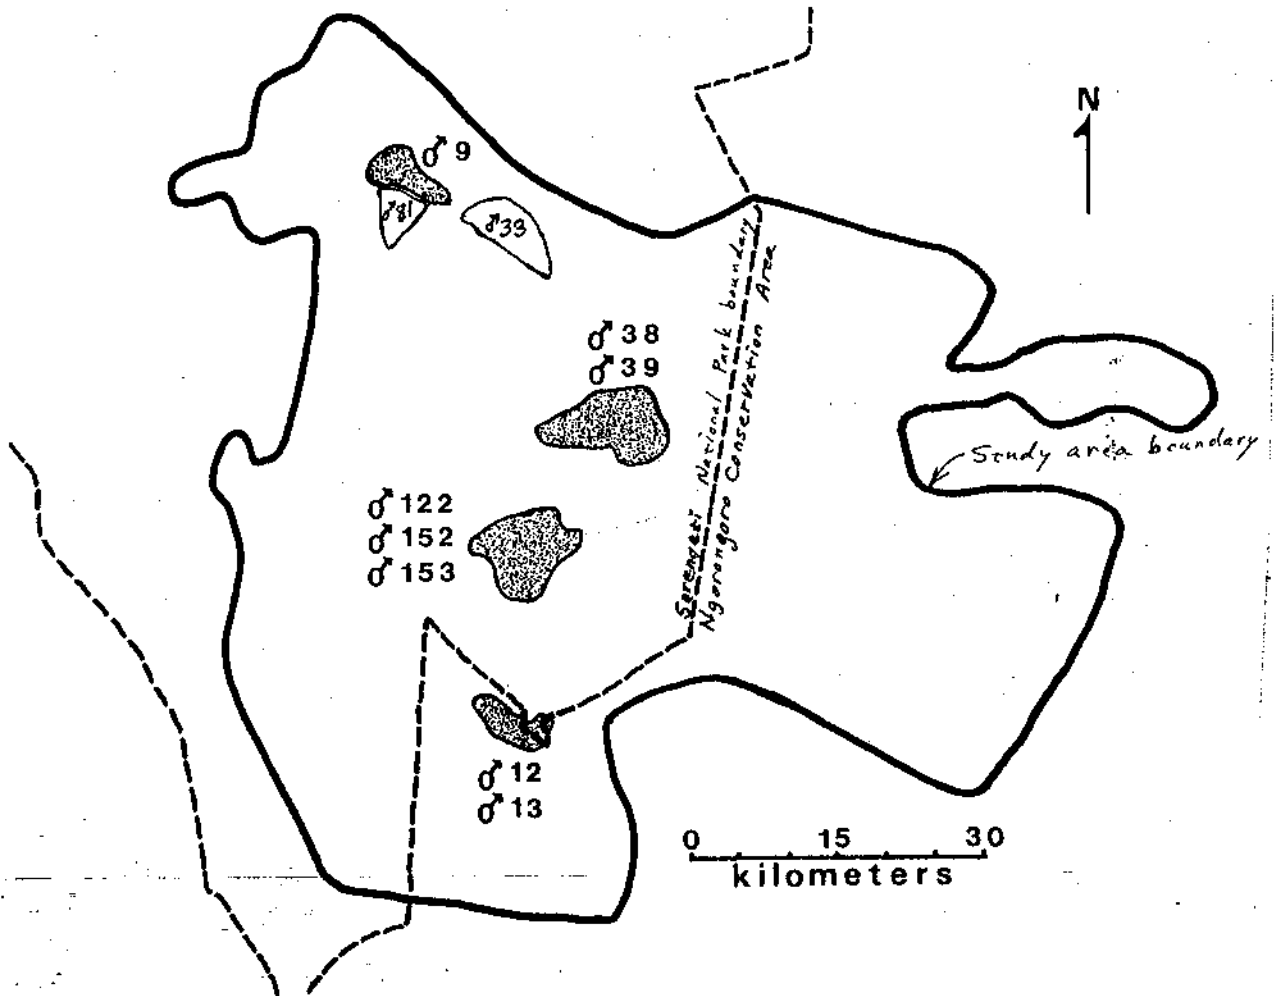 N
♂ 9
♂81
♂33
♂ 38
♂ 39
Serengeti National Park boundary
Ngorongoro Conservation Area
Study area boundary
♂ 122
♂ 152
♂ 153
♂ 12
♂ 13
0 15 30
kilometers